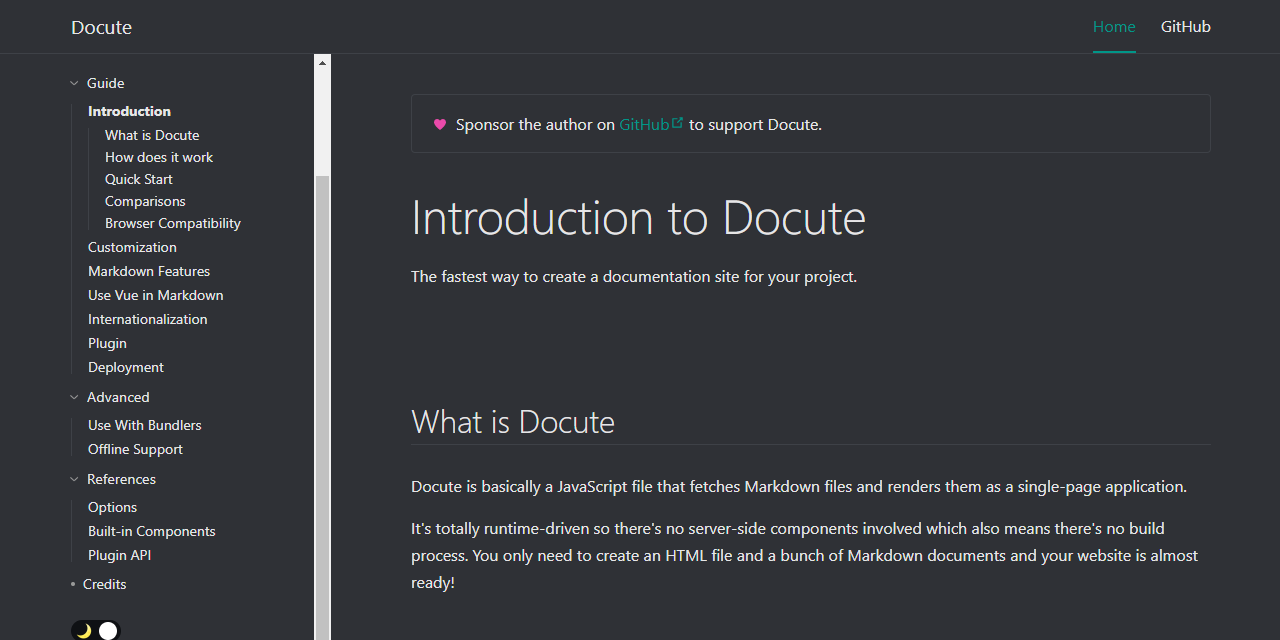 Docute
Home
GitHub
Guide
Introduction
What is Docute
How does it work
Quick Start
Comparisons
Browser Compatibility
Customization
Markdown Features
Use Vue in Markdown
Internationalization
Plugin
Deployment
Advanced
Use With Bundlers
Offline Support
References
Options
Built-in Components
Plugin API
Credits
Sponsor the author on GitHub to support Docute.
Introduction to Docute
The fastest way to create a documentation site for your project.
What is Docute
Docute is basically a JavaScript file that fetches Markdown files and renders them as a single-page application.
It's totally runtime-driven so there's no server-side components involved which also means there's no build
process. You only need to create an HTML file and a bunch of Markdown documents and your website is almost
ready!